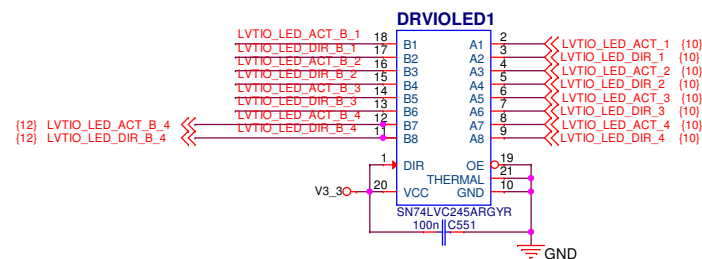 DRVIOLED1
LVTIO_LED_ACT_B_1 18 B1 A1 2 LVTIO_LED_ACT_1 {10}
LVTIO_LED_DIR_B_1 17 B2 A2 3 LVTIO_LED_DIR_1 {10}
LVTIO_LED_ACT_B_2 16 B3 A3 4 LVTIO_LED_ACT_2 {10}
LVTIO_LED_DIR_B_2 15 B4 A4 5 LVTIO_LED_DIR_2 {10}
LVTIO_LED_ACT_B_3 14 B5 A5 6 LVTIO_LED_ACT_3 {10}
LVTIO_LED_DIR_B_3 13 B6 A6 7 LVTIO_LED_DIR_3 {10}
{12} LVTIO_LED_ACT_B_4 LVTIO_LED_ACT_B_4 12 B7 A7 8 LVTIO_LED_ACT_4 {10}
{12} LVTIO_LED_DIR_B_4 LVTIO_LED_DIR_B_4 11 B8 A8 9 LVTIO_LED_DIR_4 {10}
1 DIR OE 19
THERMAL 21
V3_3 20 VCC GND 10
SN74LVC245ARGYR
100n C551
GND